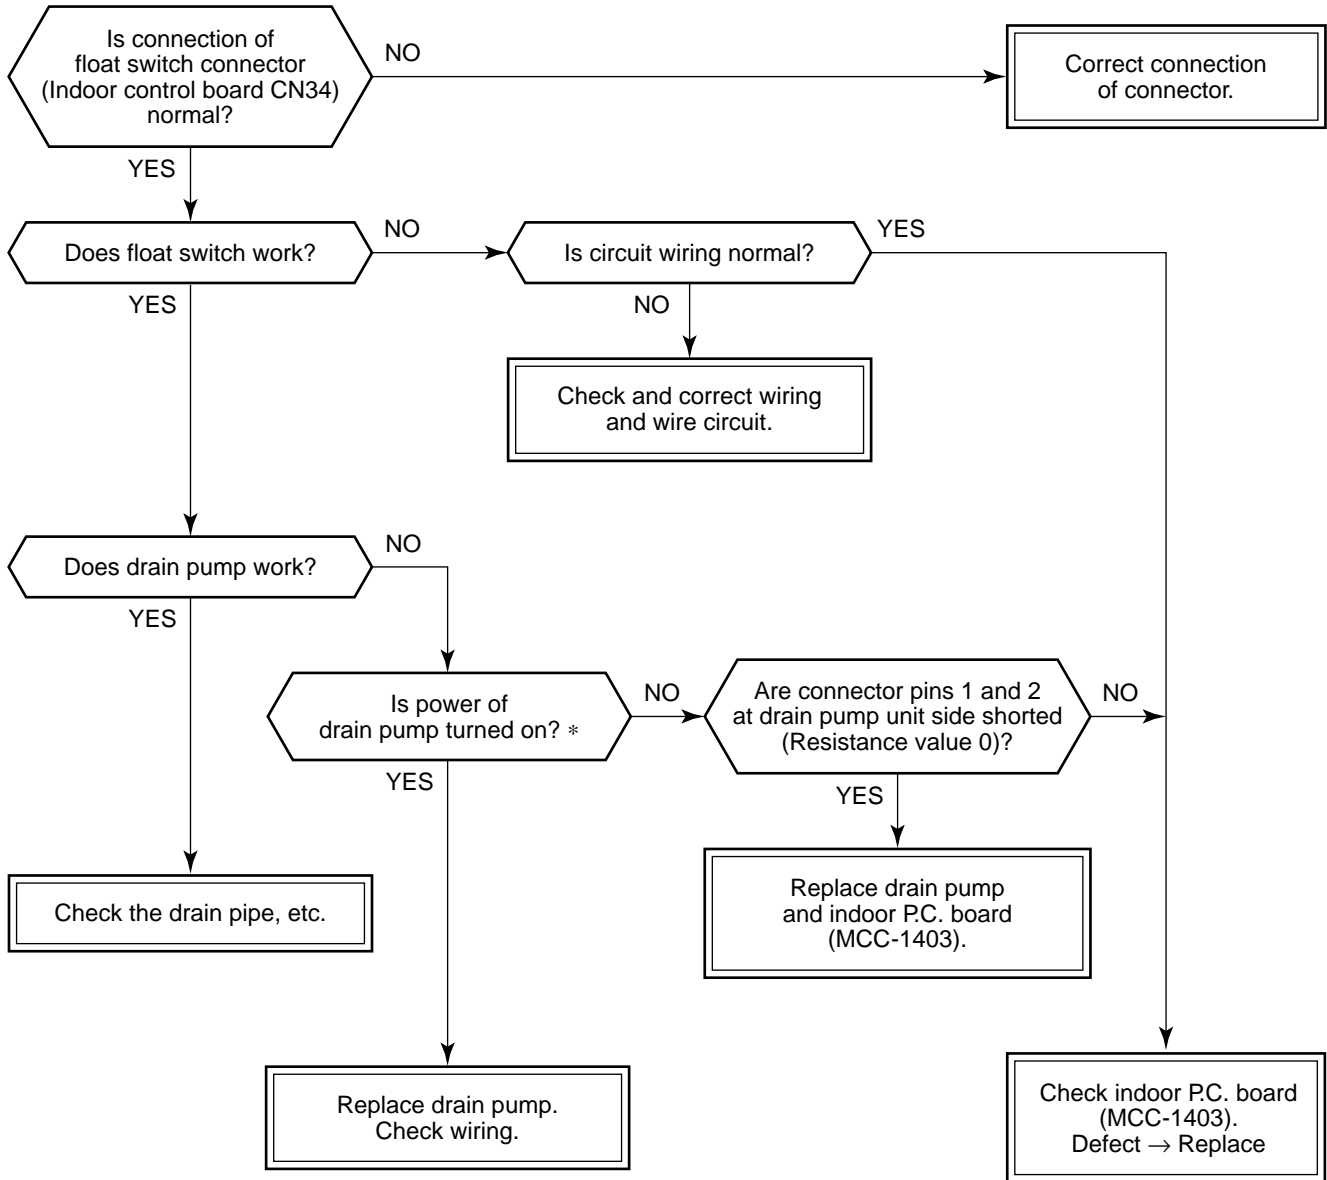 Is connection of
float switch connector
(Indoor control board CN34)
normal?
NO
Correct connection
of connector.
YES
Does float switch work?
NO
Is circuit wiring normal?
YES
YES
NO
Check and correct wiring
and wire circuit.
Does drain pump work?
NO
YES
Is power of
drain pump turned on? *
NO
Are connector pins 1 and 2
at drain pump unit side shorted
(Resistance value 0)?
NO
YES
YES
Check the drain pipe, etc.
Replace drain pump
and indoor P.C. board
(MCC-1403).
Replace drain pump.
Check wiring.
Check indoor P.C. board
(MCC-1403).
Defect → Replace